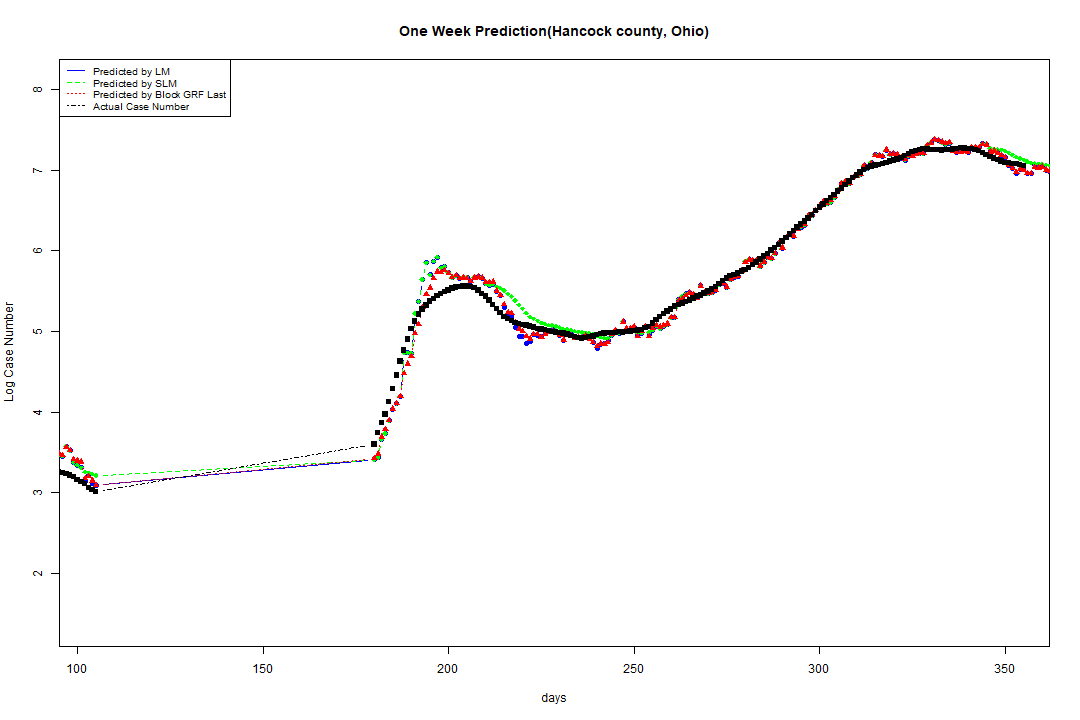 One Week Prediction(Hancock county, Ohio)
Predicted by LM
Predicted by SLM
Predicted by Block GRF Last
Actual Case Number
8
7
6
5
4
3
2
Log Case Number
100 150 200 250 300 350
days